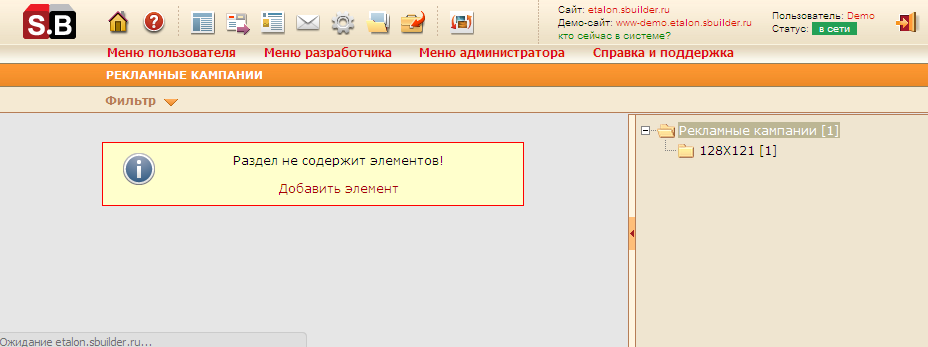 S.B
Сайт: etalon.sbuilder.ru
Демо-сайт: www-demo.etalon.sbuilder.ru
кто сейчас в системе?
Пользователь: Demo
Статус: в сети
Меню пользователя Меню разработчика Меню администратора Справка и поддержка
РЕКЛАМНЫЕ КАМПАНИИ
Фильтр
Раздел не содержит элементов!
Добавить элемент
Рекламные кампании [1]
128X121 [1]
Ожидание etalon.sbuilder.ru...